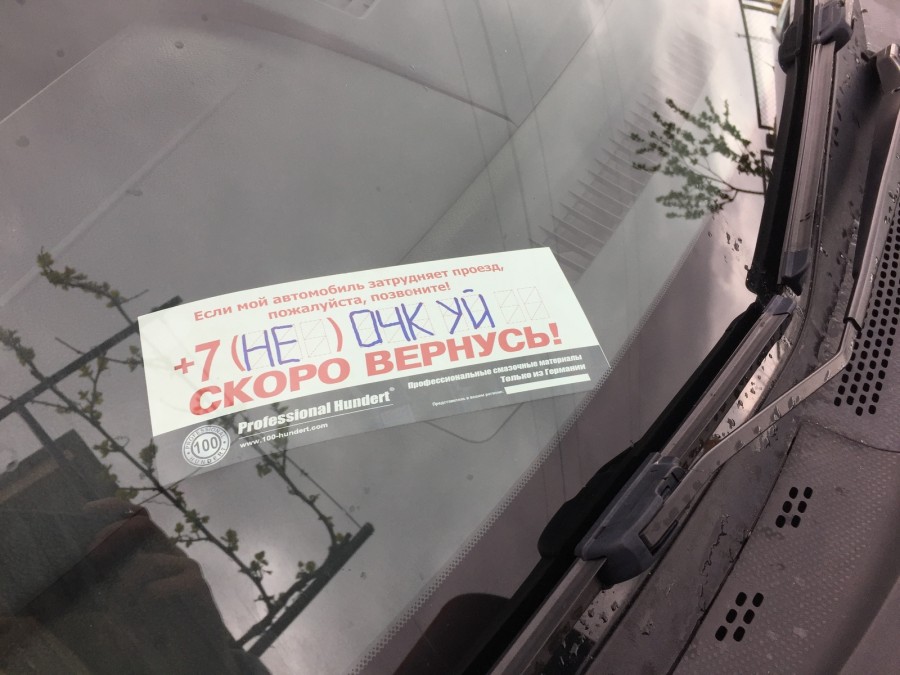 Если мой автомобиль затрудняет проезд,
пожалуйста, позвоните!
+7 (НЕ ) ОЧК УЙ
СКОРО ВЕРНУСЬ!
Professional Hundert®
Профессиональные смазочные материалы
Только из Германии
www.100-hundert.com
100